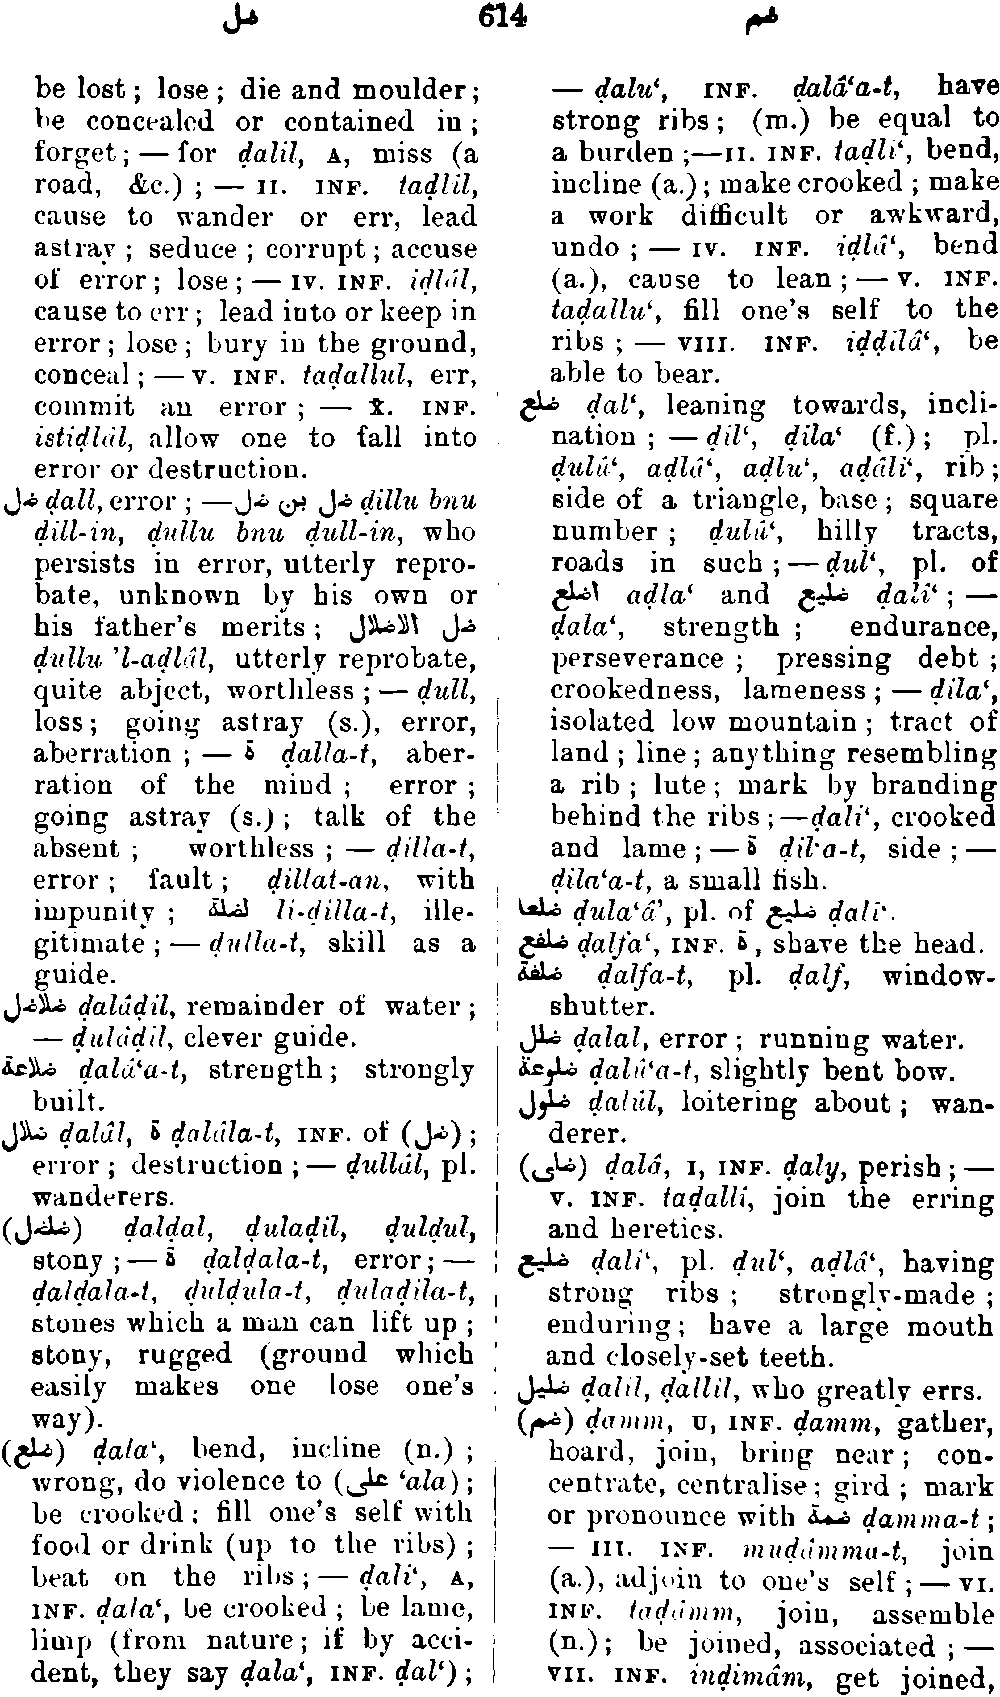 ضل 614 ضم
be lost; lose; die and moulder;
be concealed or contained in;
forget; — for ḍalil, A, miss (a
road, &c.); — II. INF. taḍlîl,
cause to wander or err, lead
astray; seduce; corrupt; accuse
of error; lose; — IV. INF. iḍlâl,
cause to err; lead into or keep in
error; lose; bury in the ground,
conceal; — V. INF. taḍallul, err,
commit an error; — X. INF.
istiḍlâl, allow one to fall into
error or destruction.
ضل ḍall, error; — ضل بن ضل ḍillu bnu
ḍill-in, ḍullu bnu ḍull-in, who
persists in error, utterly repro-
bate, unknown by his own or
his father's merits; ضل الاضلال
ḍullu 'l-aḍlâl, utterly reprobate,
quite abject, worthless; — ḍull,
loss; going astray (s.), error,
aberration; — ة ḍalla-t, aber-
ration of the mind; error;
going astray (s.); talk of the
absent; worthless; — ḍilla-t,
error; fault; ḍillat-an, with
impunity; لضلة li-ḍilla-t, ille-
gitimate; — ḍulla-t, skill as a
guide.
ضلاضل ḍalâḍil, remainder of water;
— ḍulâḍil, clever guide.
ضلاعة ḍalâ‘a-t, strength; strongly
built.
ضلال ḍalâl, ة ḍalâla-t, INF. of (ضل);
error; destruction; — ḍullâl, pl.
wanderers.
(ضلضل) ḍalḍal, ḍulaḍil, ḍulḍul,
stony; — ة ḍalḍala-t, error; —
ḍalḍala-t, ḍulḍula-t, ḍulaḍila-t,
stones which a man can lift up;
stony, rugged (ground which
easily makes one lose one's
way).
(ضلع) ḍala‘, bend, incline (n.);
wrong, do violence to (على ‘ala);
be crooked; fill one's self with
food or drink (up to the ribs);
beat on the ribs; — ḍali‘, A,
INF. ḍala‘, be crooked; be lame,
limp (from nature; if by acci-
dent, they say ḍala‘, INF. ḍal‘);
— ḍalu‘, INF. ḍalâ‘a-t, have
strong ribs; (m.) be equal to
a burden; — II. INF. taḍlî‘, bend,
incline (a.); make crooked; make
a work difficult or awkward,
undo; — IV. INF. iḍlâ‘, bend
(a.), cause to lean; — V. INF.
taḍallu‘, fill one's self to the
ribs; — VIII. INF. iḍḍilâ‘, be
able to bear.
ضلع ḍal‘, leaning towards, incli-
nation; — ḍil‘, ḍila‘ (f.); pl.
ḍulû‘, aḍlâ‘, aḍlu‘, aḍâli‘, rib;
side of a triangle, base; square
number; ḍulû‘, hilly tracts,
roads in such; — ḍul‘, pl. of
اضلع aḍla‘ and ضليع ḍalî‘; —
ḍala‘, strength; endurance,
perseverance; pressing debt;
crookedness, lameness; — ḍila‘,
isolated low mountain; tract of
land; line; anything resembling
a rib; lute; mark by branding
behind the ribs; — ḍali‘, crooked
and lame; — ة ḍil‘a-t, side; —
ḍila‘a-t, a small fish.
ضلعا ḍula‘â’, pl. of ضليع ḍalî‘.
ضلفع ḍalfa‘, INF. ة, shave the head.
ضلفة ḍalfa-t, pl. ḍalf, window-
shutter.
ضلل ḍalal, error; running water.
ضلوعة ḍalû‘a-t, slightly bent bow.
ضلول ḍalûl, loitering about; wan-
derer.
(ضلى) ḍalâ, I, INF. ḍaly, perish; —
V. INF. taḍallî, join the erring
and heretics.
ضليع ḍalî‘, pl. ḍul‘, aḍlâ‘, having
strong ribs; strongly-made;
enduring; have a large mouth
and closely-set teeth.
ضليل ḍalîl, ḍallîl, who greatly errs.
(ضم) ḍamm, U, INF. ḍamm, gather,
hoard, join, bring near; con-
centrate, centralise; gird; mark
or pronounce with ضمة ḍamma-t;
— III. INF. muḍâmma-t, join
(a.), adjoin to one's self; — VI.
INF. taḍâmm, join, assemble
(n.); be joined, associated; —
VII. INF. inḍimâm, get joined,